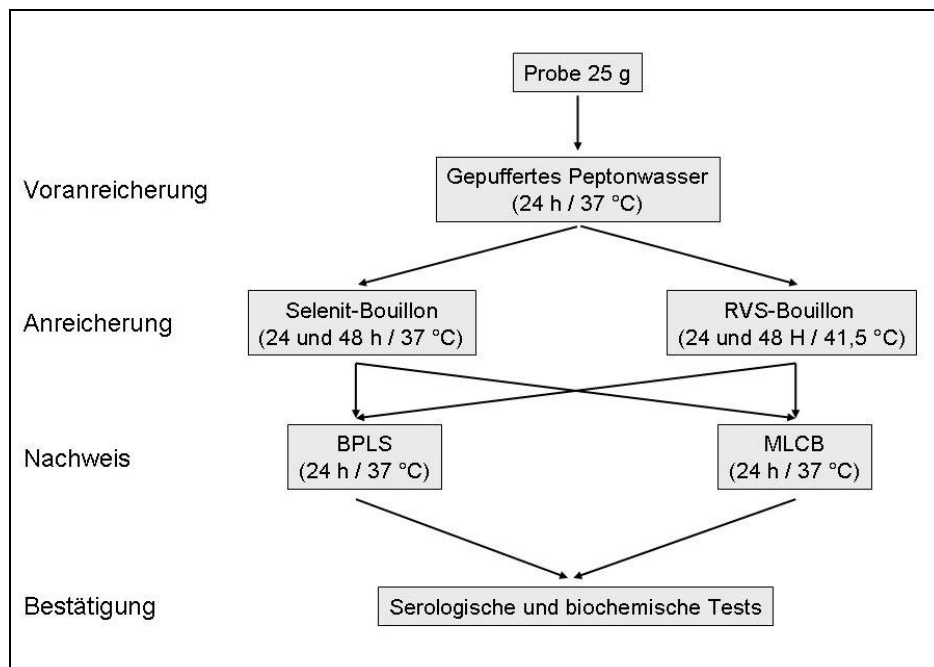 Probe 25 g
Voranreicherung
Gepuffertes Peptonwasser
(24 h / 37 °C)
Anreicherung
Selenit-Bouillon
(24 und 48 h / 37 °C)
RVS-Bouillon
(24 und 48 H / 41,5 °C)
Nachweis
BPLS
(24 h / 37 °C)
MLCB
(24 h / 37 °C)
Bestätigung
Serologische und biochemische Tests